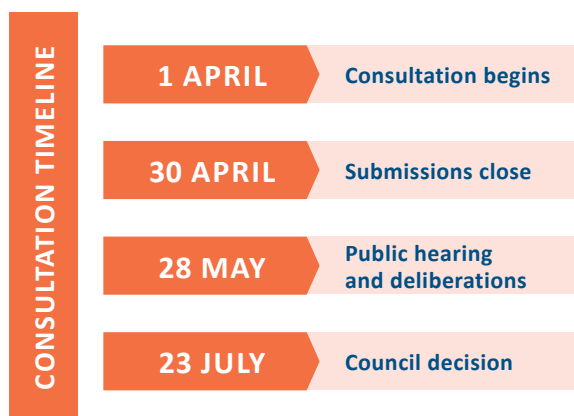 CONSULTATION TIMELINE
1 APRIL
Consultation begins
30 APRIL
Submissions close
28 MAY
Public hearing
and deliberations
23 JULY
Council decision